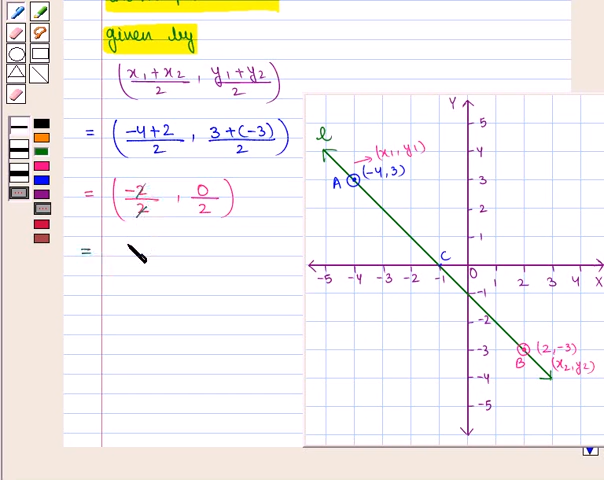 given by
(x₁+x₂/2 , y₁+y₂/2)
= (-4+2/2 , 3+(-3)/2)
= (-2/2 , 0/2)
=
Y
5
l
4
→(x₁,y₁)
A (-4,3)
3
2
1
C
-5 -4 -3 -2 -1 0 1 2 3 4 X
-1
-2
-3
(2,-3)
B (x₂,y₂)
-4
-5